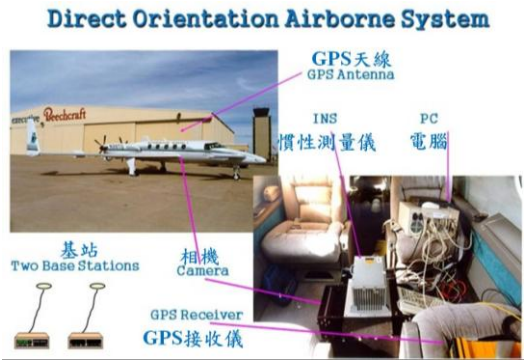 Direct Orientation Airborne System
GPS天線
GPS Antenna
executive Beechcraft
INS
慣性測量儀
PC
電腦
基站
Two Base Stations
相機
Camera
GPS Receiver
GPS接收儀